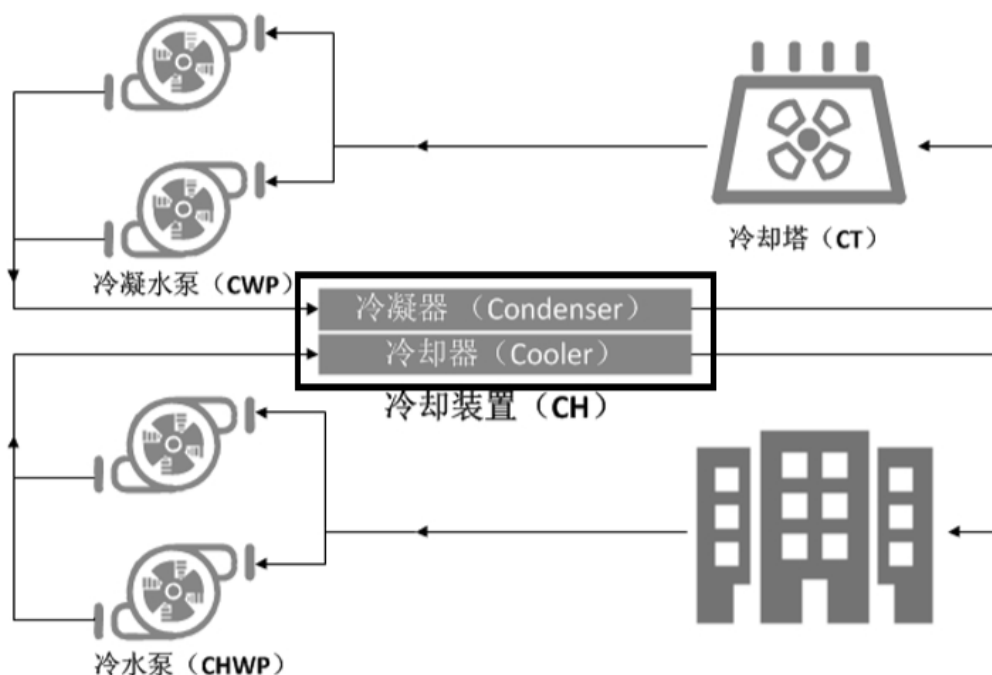 冷却塔（CT）
冷凝水泵（CWP）
冷凝器 （Condenser）
冷却器（Cooler）
冷却装置（CH）
冷水泵（CHWP）